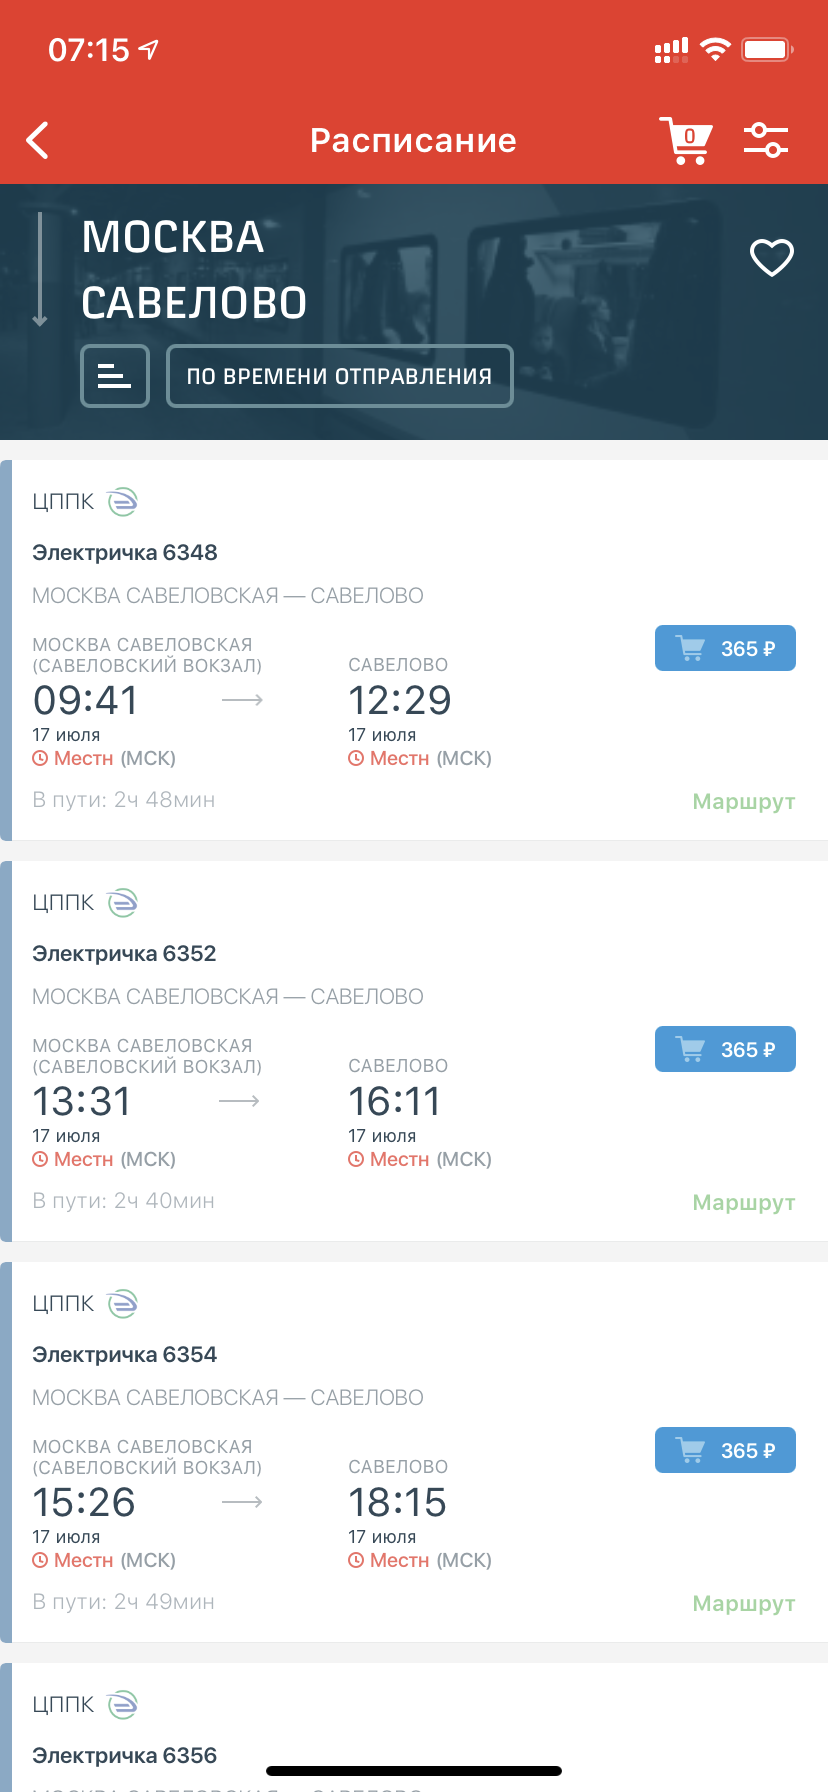 07:15
Расписание
0
МОСКВА
САВЕЛОВО
ПО ВРЕМЕНИ ОТПРАВЛЕНИЯ
ЦППК
Электричка 6348
МОСКВА САВЕЛОВСКАЯ — САВЕЛОВО
МОСКВА САВЕЛОВСКАЯ
(САВЕЛОВСКИЙ ВОКЗАЛ)
САВЕЛОВО
365 ₽
09:41
12:29
17 июля
17 июля
Местн (МСК)
Местн (МСК)
В пути: 2ч 48мин
Маршрут
ЦППК
Электричка 6352
МОСКВА САВЕЛОВСКАЯ — САВЕЛОВО
МОСКВА САВЕЛОВСКАЯ
(САВЕЛОВСКИЙ ВОКЗАЛ)
САВЕЛОВО
365 ₽
13:31
16:11
17 июля
17 июля
Местн (МСК)
Местн (МСК)
В пути: 2ч 40мин
Маршрут
ЦППК
Электричка 6354
МОСКВА САВЕЛОВСКАЯ — САВЕЛОВО
МОСКВА САВЕЛОВСКАЯ
(САВЕЛОВСКИЙ ВОКЗАЛ)
САВЕЛОВО
365 ₽
15:26
18:15
17 июля
17 июля
Местн (МСК)
Местн (МСК)
В пути: 2ч 49мин
Маршрут
ЦППК
Электричка 6356